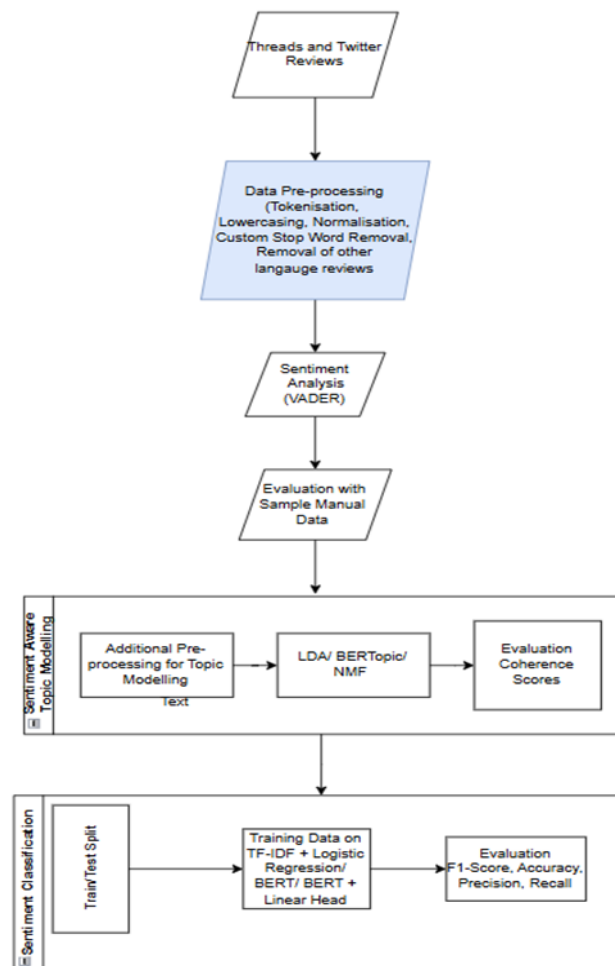 Threads and Twitter
Reviews
Data Pre-processing
(Tokenisation,
Lowercasing, Normalisation,
Custom Stop Word Removal,
Removal of other
langauge reviews
Sentiment
Analysis
(VADER)
Evaluation with
Sample Manual
Data
Sentiment Aware
Topic Modelling
Additional Pre-
processing for Topic
Modelling
Text
LDA/ BERTopic/
NMF
Evaluation
Coherence
Scores
Sentiment Classification
Train/Test Split
Training Data on
TF-IDF + Logistic
Regression/
BERT/ BERT +
Linear Head
Evaluation
F1-Score, Accuracy,
Precision, Recall